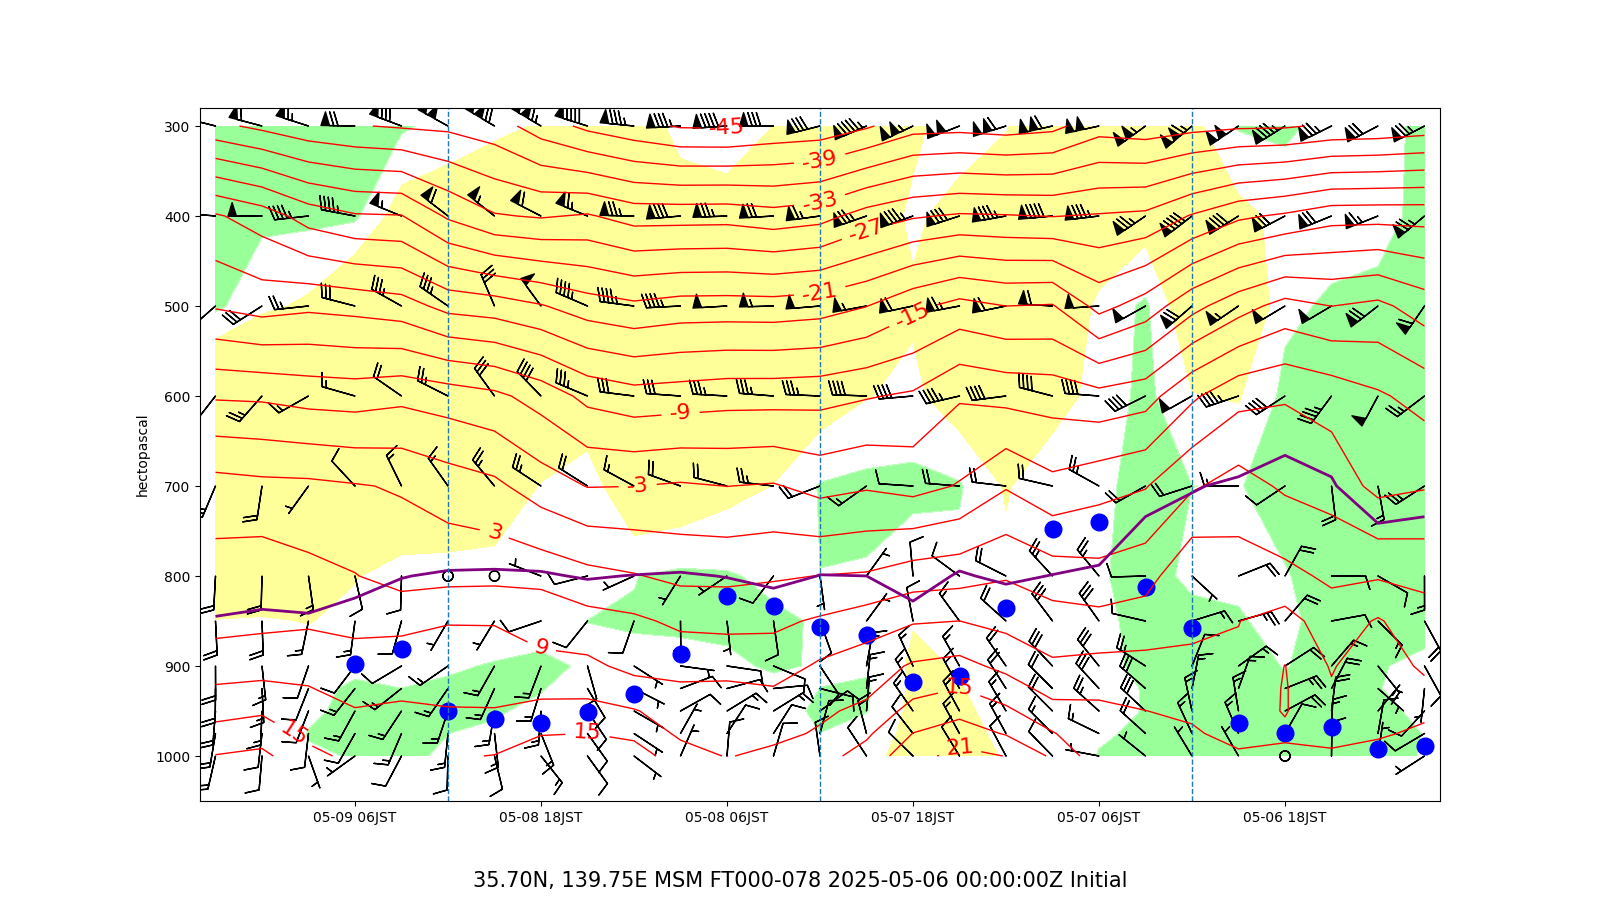 300
400
500
600
700
800
900
1000
hectopascal
-45
-39
-33
-27
-21
-15
-9
-3
3
9
15
15
15
21
05-09 06JST
05-08 18JST
05-08 06JST
05-07 18JST
05-07 06JST
05-06 18JST
35.70N, 139.75E MSM FT000-078 2025-05-06 00:00:00Z Initial